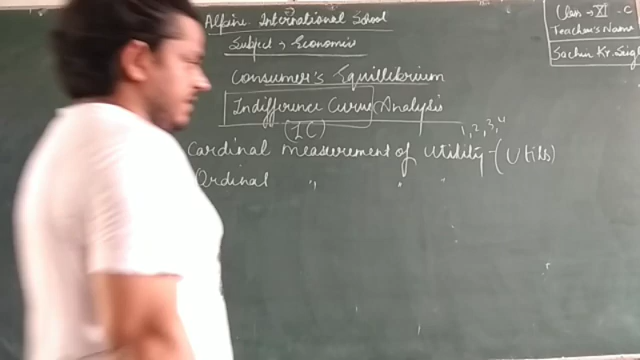 Alpine International School
Class → XI - C
Teacher's Name
Sachin Kr. Singh
Subject → Economics
Consumer's Equillibrium
Indifference Curve Analysis
(IC)
1, 2, 3, 4
Cardinal measurement of utility - (Utils)
Ordinal " " "